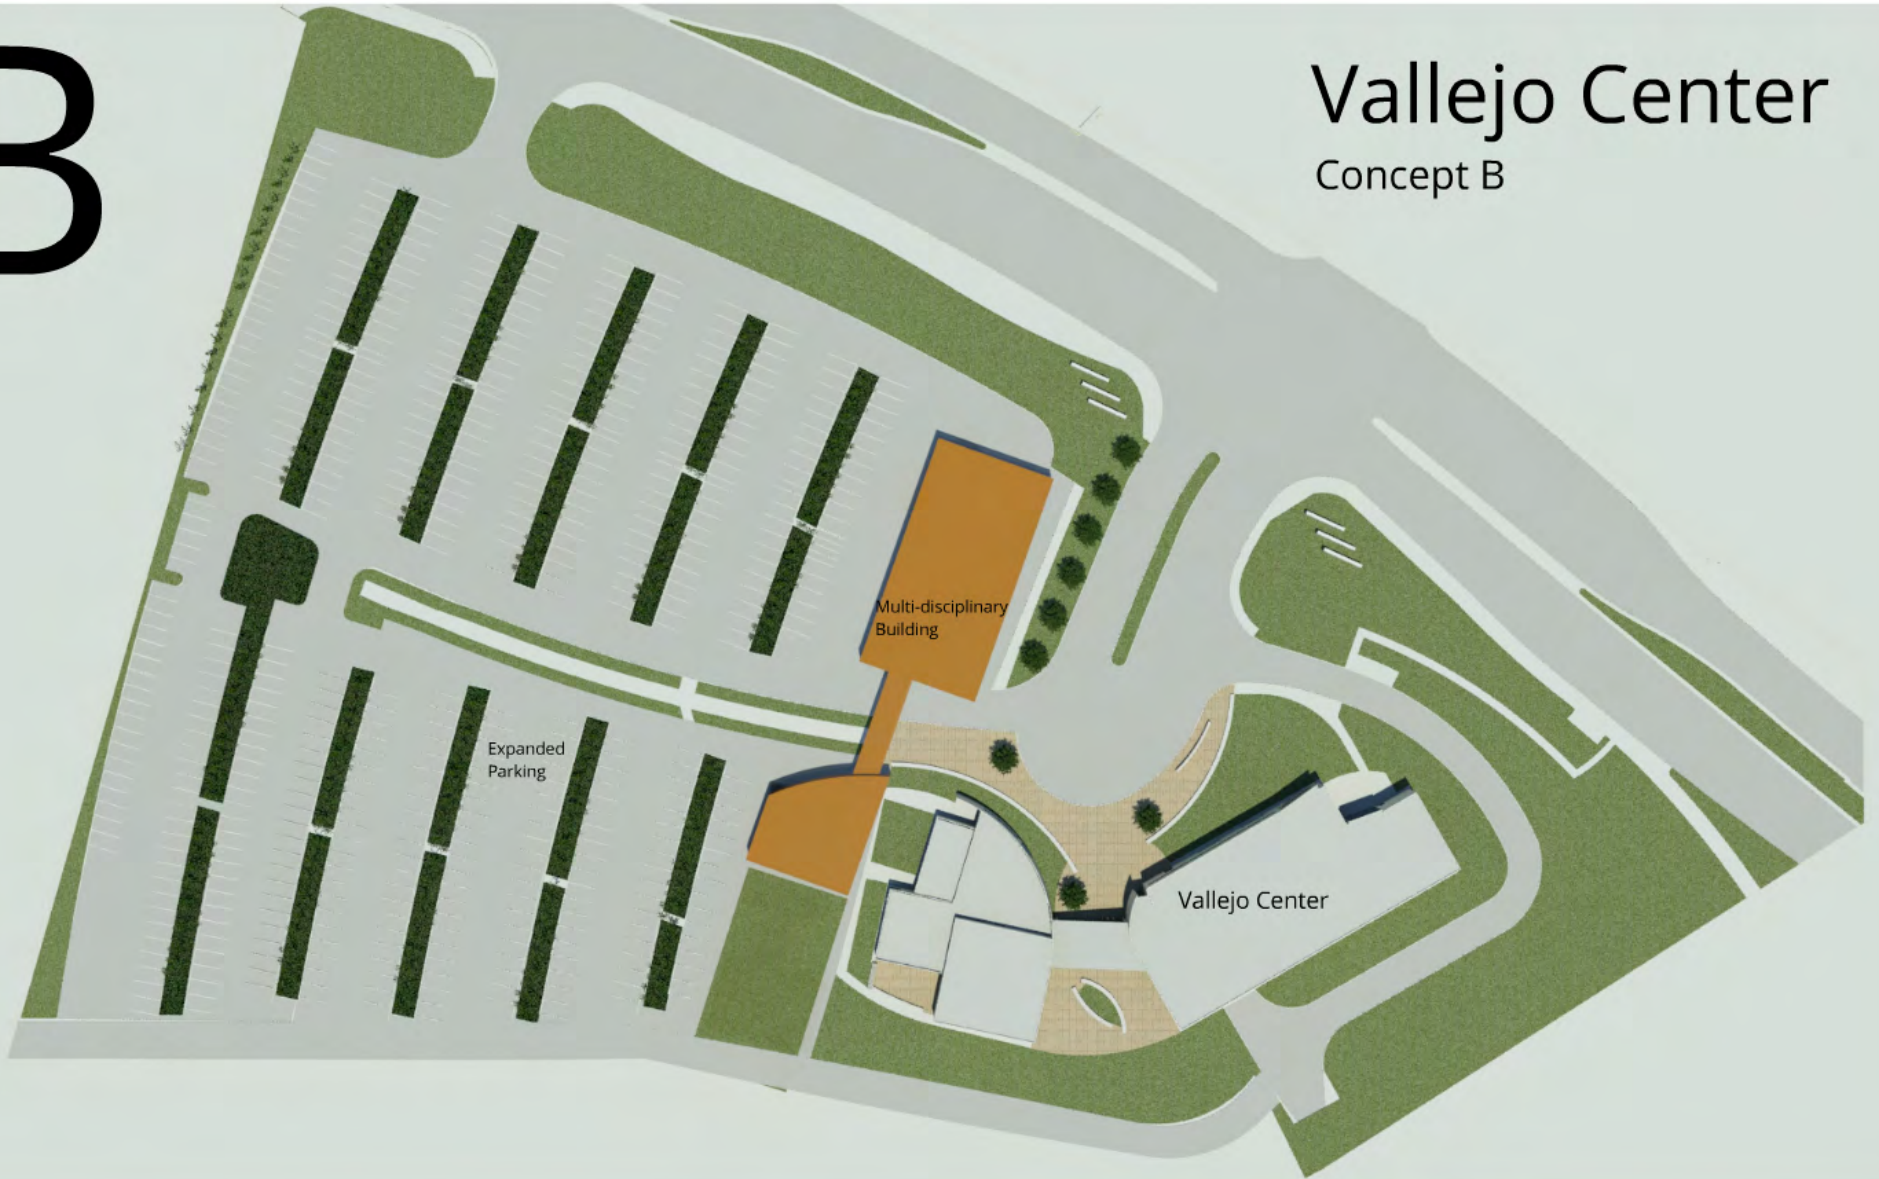 B
Vallejo Center
Concept B
Multi-disciplinary
Building
Expanded
Parking
Vallejo Center